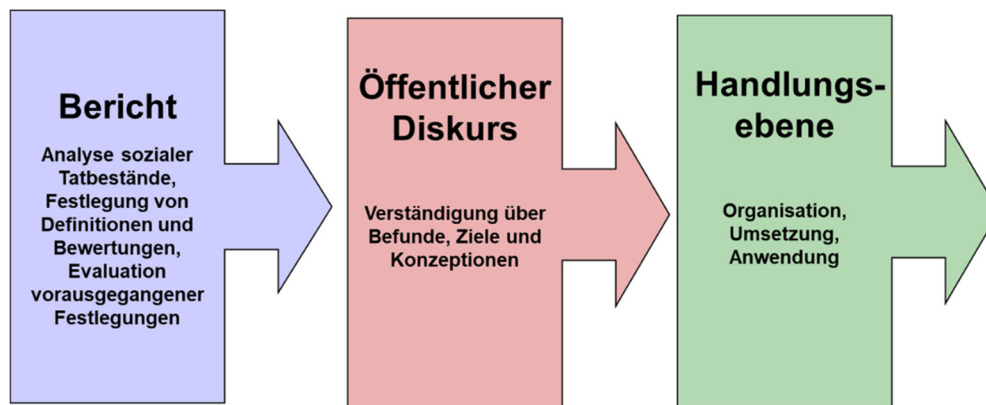 Bericht
Analyse sozialer
Tatbestände,
Festlegung von
Definitionen und
Bewertungen,
Evaluation
vorausgegangener
Festlegungen
Öffentlicher
Diskurs
Verständigung über
Befunde, Ziele und
Konzeptionen
Handlungs-
ebene
Organisation,
Umsetzung,
Anwendung